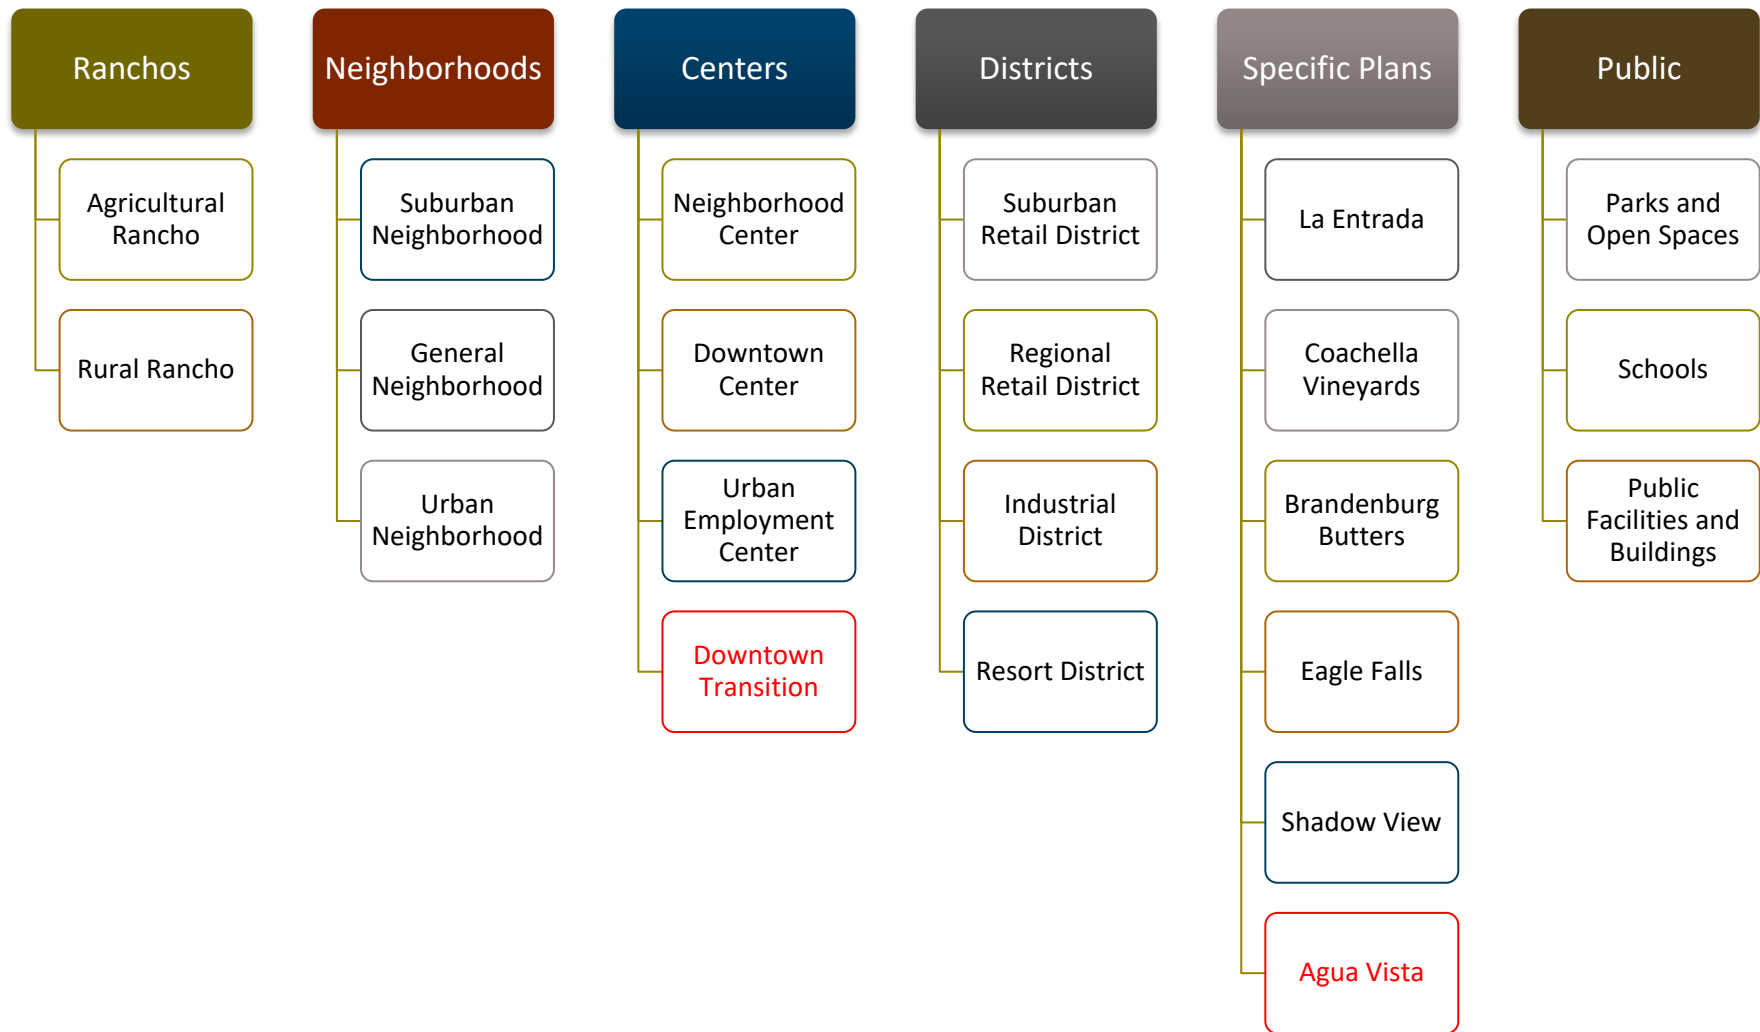 Ranchos
Agricultural
Rancho
Rural Rancho
Neighborhoods
Suburban
Neighborhood
General
Neighborhood
Urban
Neighborhood
Centers
Neighborhood
Center
Downtown
Center
Urban
Employment
Center
Downtown
Transition
Districts
Suburban
Retail District
Regional
Retail District
Industrial
District
Resort District
Specific Plans
La Entrada
Coachella
Vineyards
Brandenburg
Butters
Eagle Falls
Shadow View
Agua Vista
Public
Parks and
Open Spaces
Schools
Public
Facilities and
Buildings